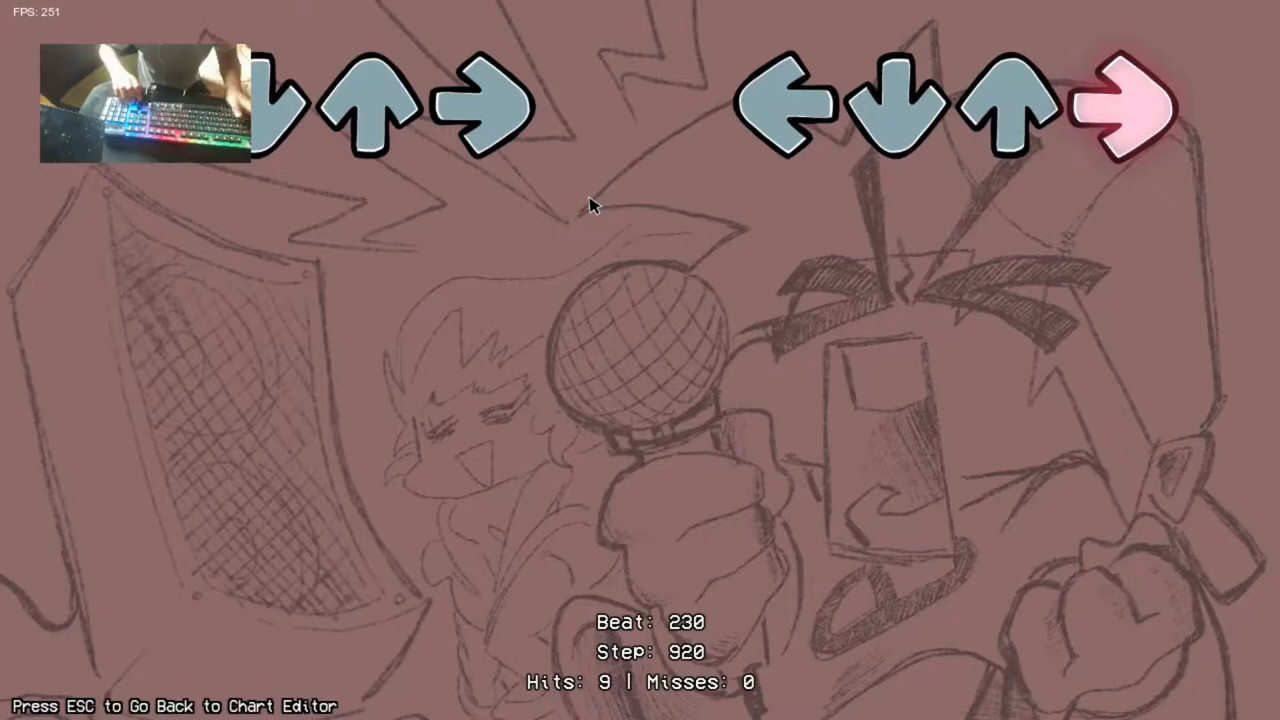 FPS: 251
Beat: 230
Step: 920
Hits: 9 | Misses: 0
Press ESC to Go Back to Chart Editor